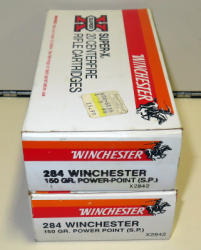 SUPER-X
20 CENTERFIRE
RIFLE CARTRIDGES
WINCHESTER
WINCHESTER
284 WINCHESTER
150 GR. POWER-POINT (S.P.)
X2842
WINCHESTER
284 WINCHESTER
150 GR. POWER-POINT (S.P.)
X2842